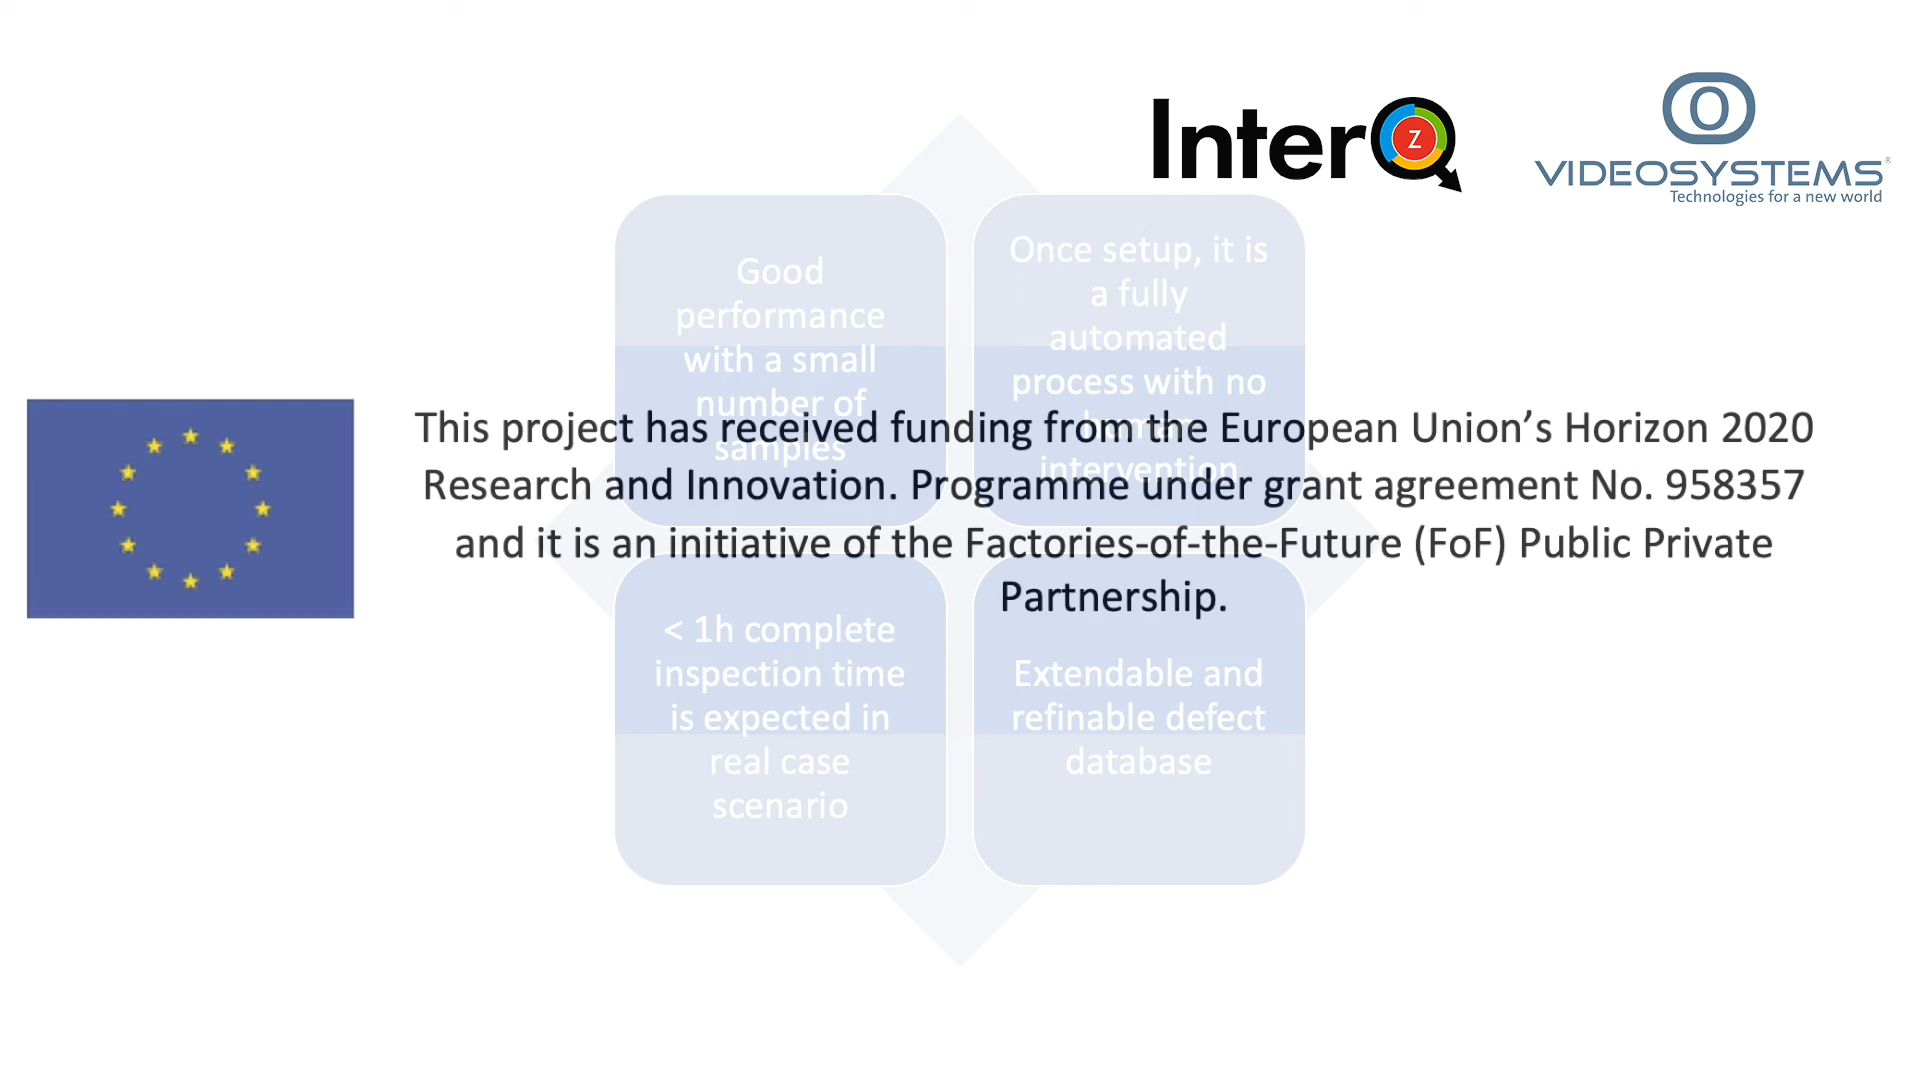 InterQ
Z
VIDEOSYSTEMS®
Technologies for a new world
Good
performance
with a small
number of
samples
Once setup, it is
a fully
automated
process with no
human
intervention
This project has received funding from the European Union’s Horizon 2020
Research and Innovation. Programme under grant agreement No. 958357
and it is an initiative of the Factories-of-the-Future (FoF) Public Private
Partnership.
< 1h complete
inspection time
is expected in
real case
scenario
Extendable and
refinable defect
database